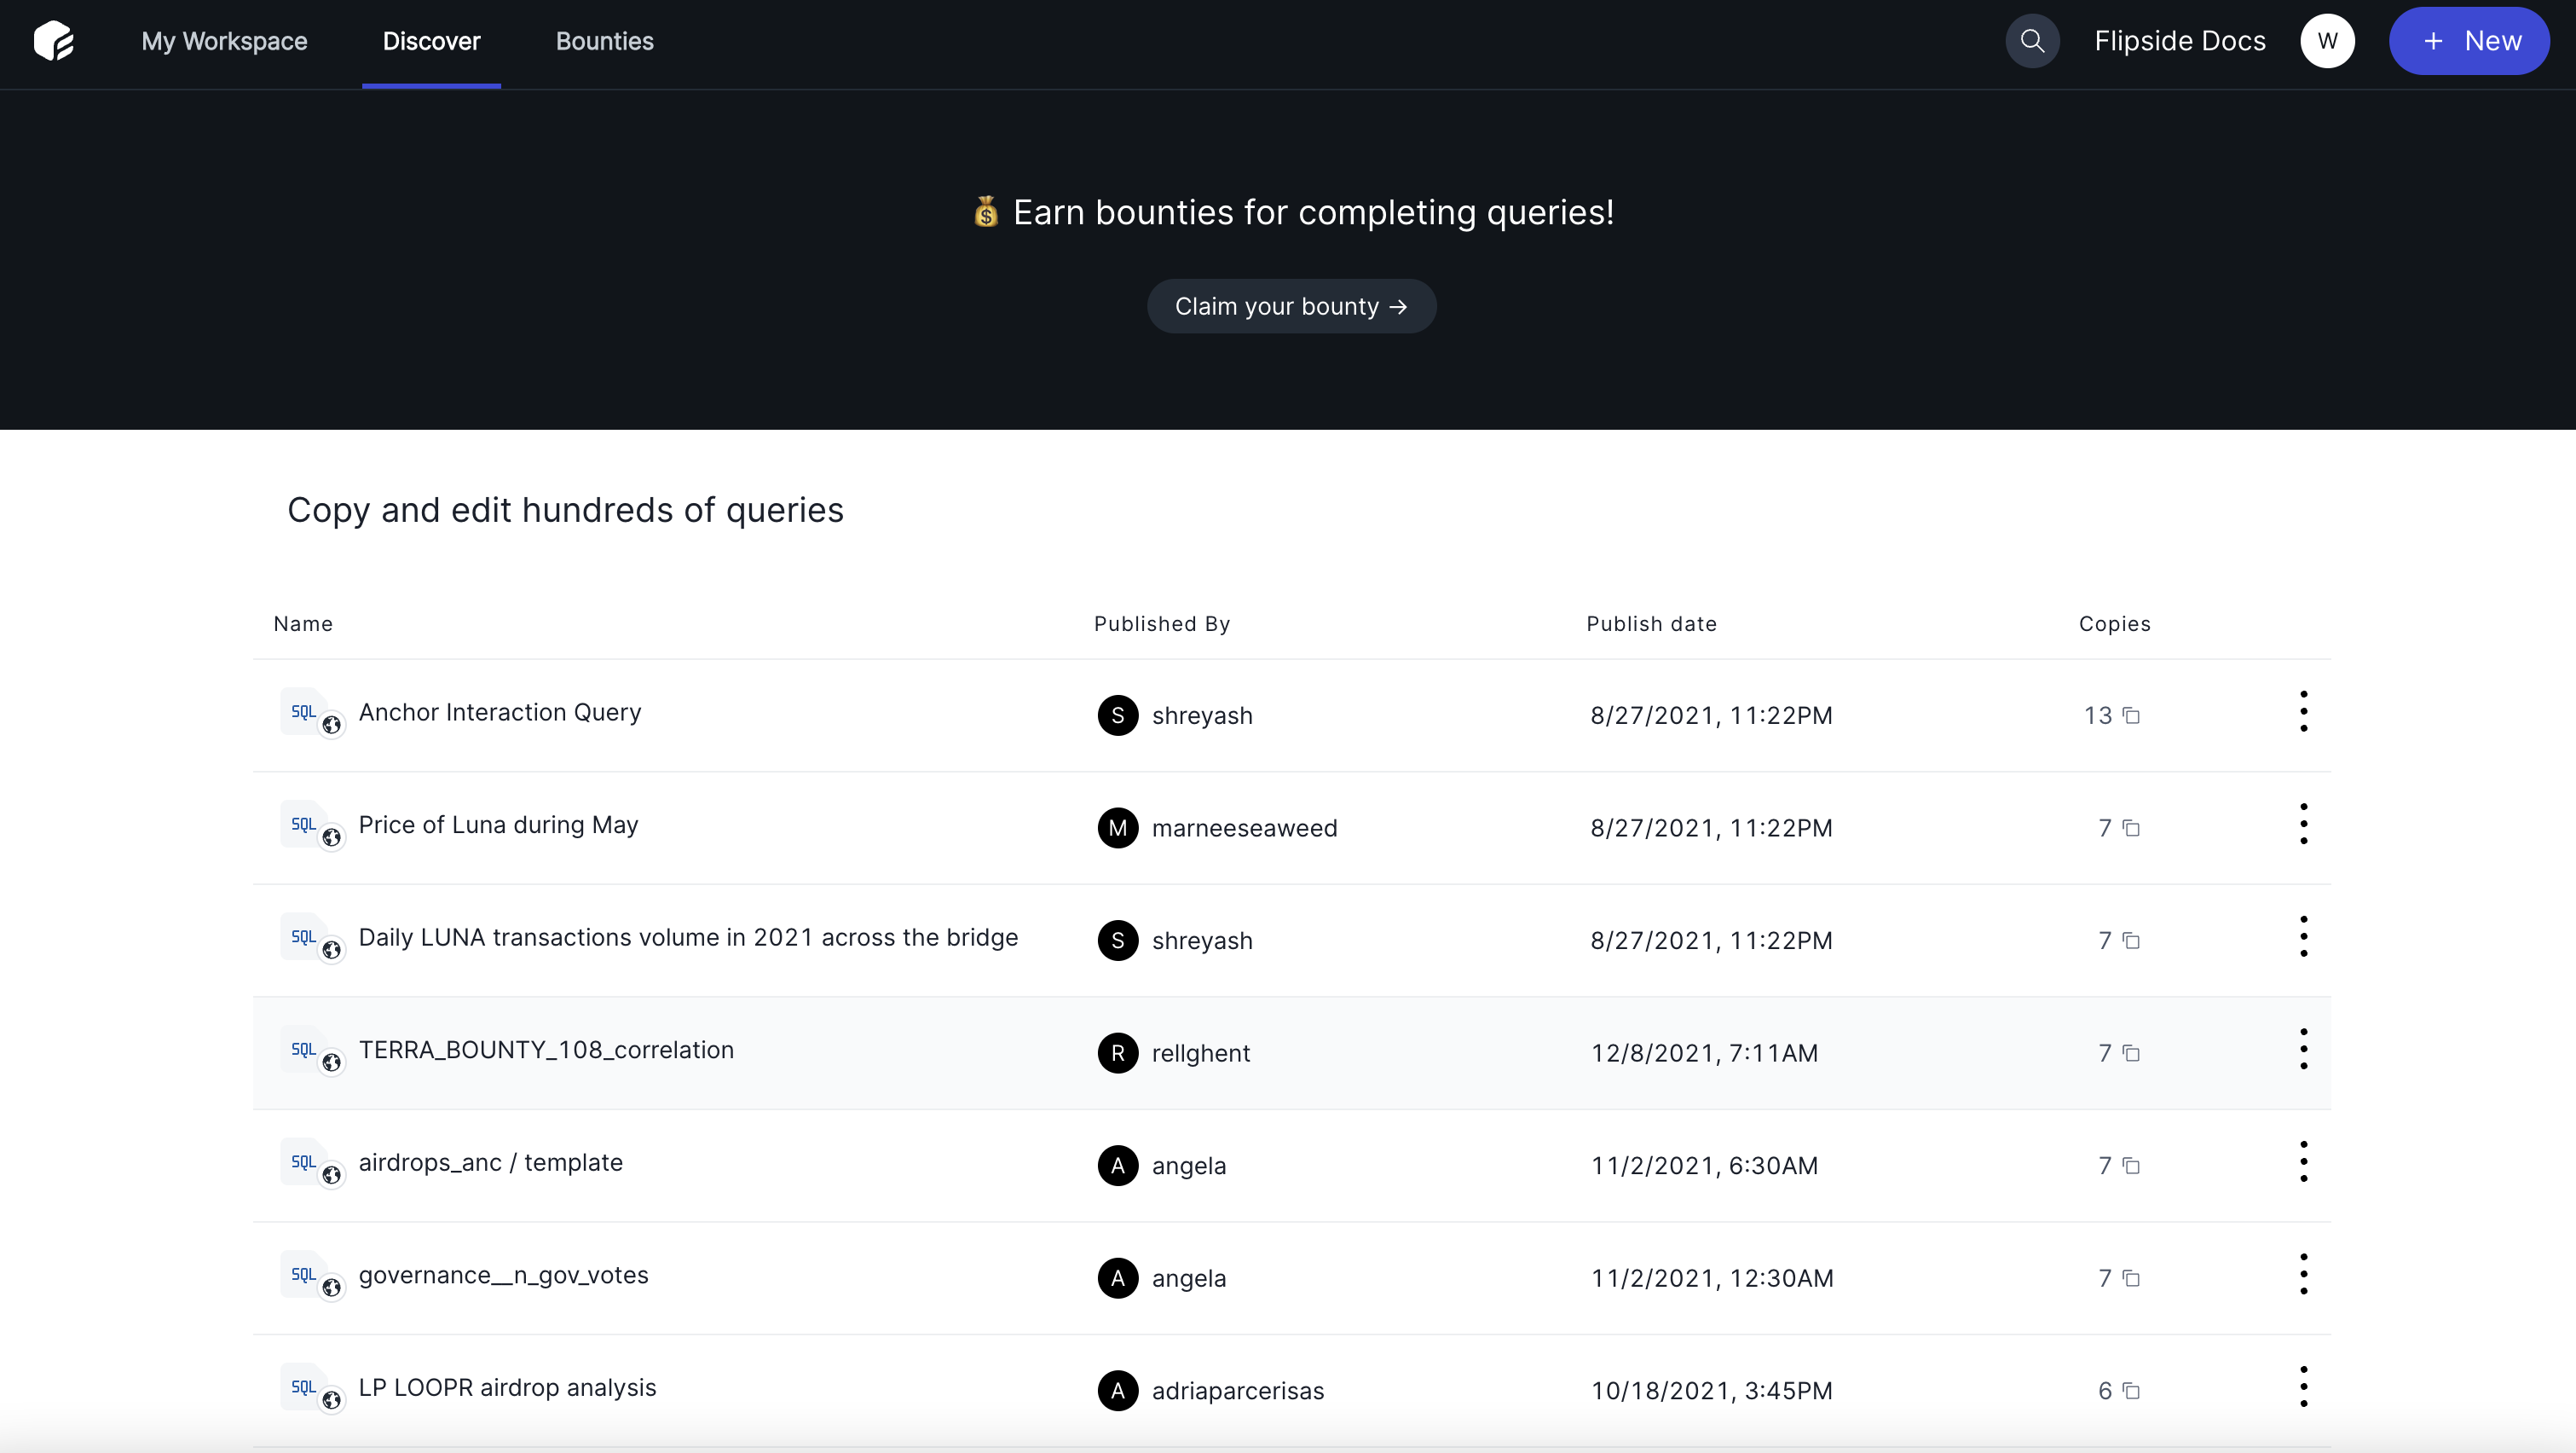 My Workspace Discover Bounties Flipside Docs W + New
💰 Earn bounties for completing queries!
Claim your bounty →
Copy and edit hundreds of queries
Name Published By Publish date Copies
SQL Anchor Interaction Query S shreyash 8/27/2021, 11:22PM 13
SQL Price of Luna during May M marneeseaweed 8/27/2021, 11:22PM 7
SQL Daily LUNA transactions volume in 2021 across the bridge S shreyash 8/27/2021, 11:22PM 7
SQL TERRA_BOUNTY_108_correlation R rellghent 12/8/2021, 7:11AM 7
SQL airdrops_anc / template A angela 11/2/2021, 6:30AM 7
SQL governance__n_gov_votes A angela 11/2/2021, 12:30AM 7
SQL LP LOOPR airdrop analysis A adriaparcerisas 10/18/2021, 3:45PM 6